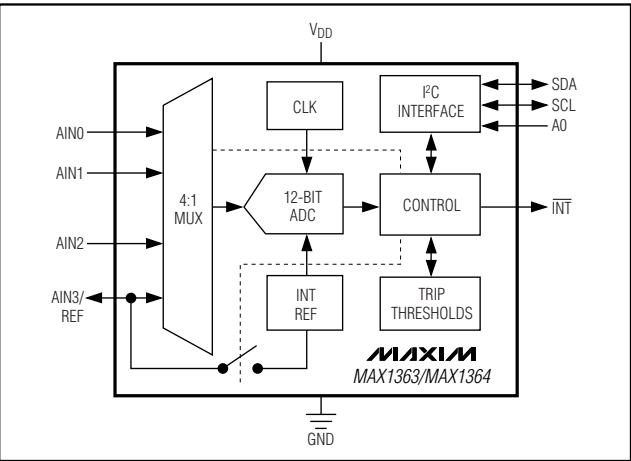 VDD
I²C
INTERFACE
SDA
SCL
A0
CLK
AIN0
AIN1
4:1
MUX
12-BIT
ADC
CONTROL
INT
AIN2
AIN3/
REF
INT
REF
TRIP
THRESHOLDS
MAXIM
MAX1363/MAX1364
GND